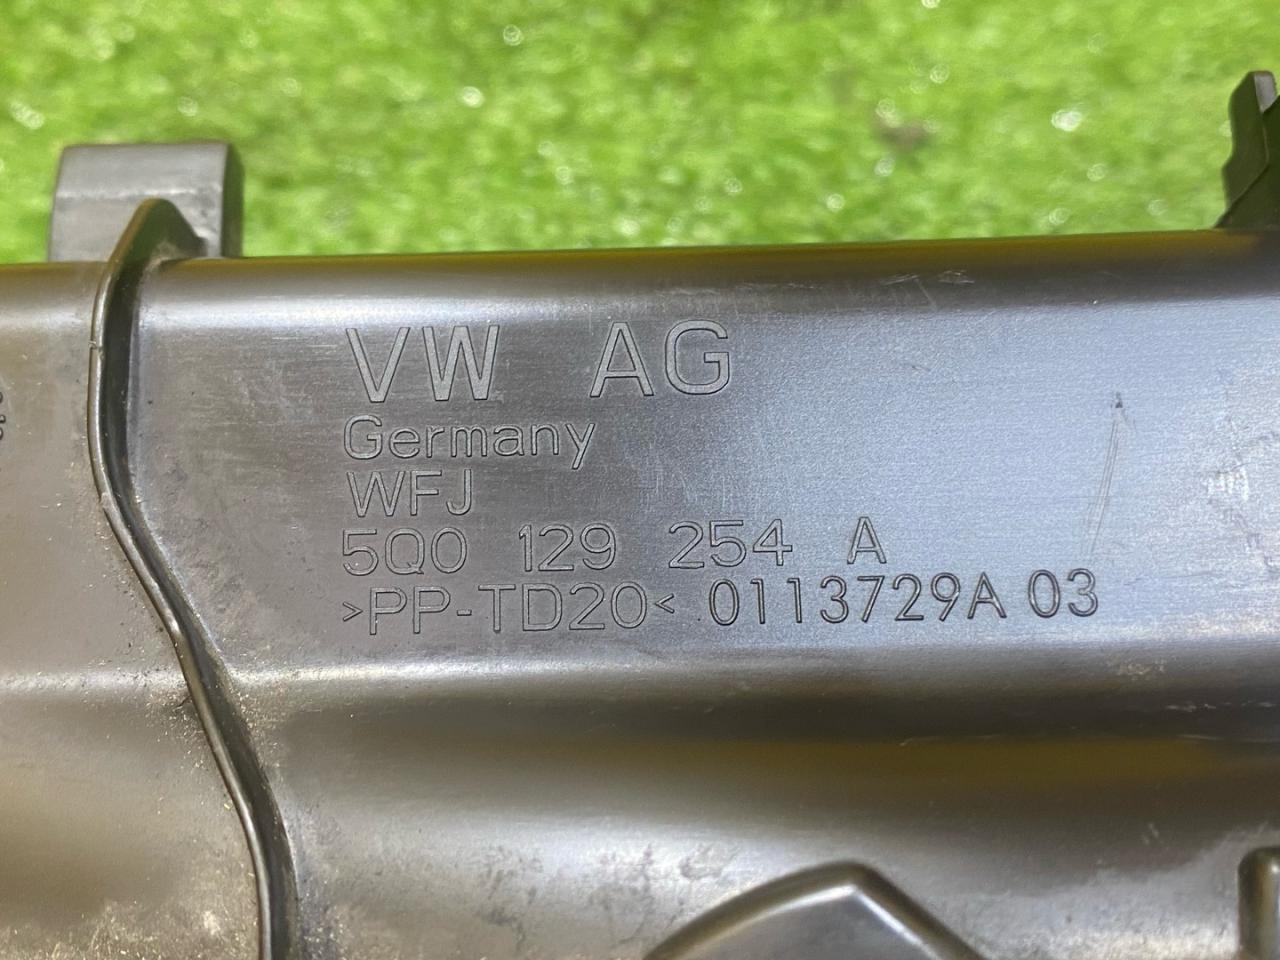 VW AG
Germany
WFJ
5Q0 129 254 A
>PP-TD20< 0113729A 03